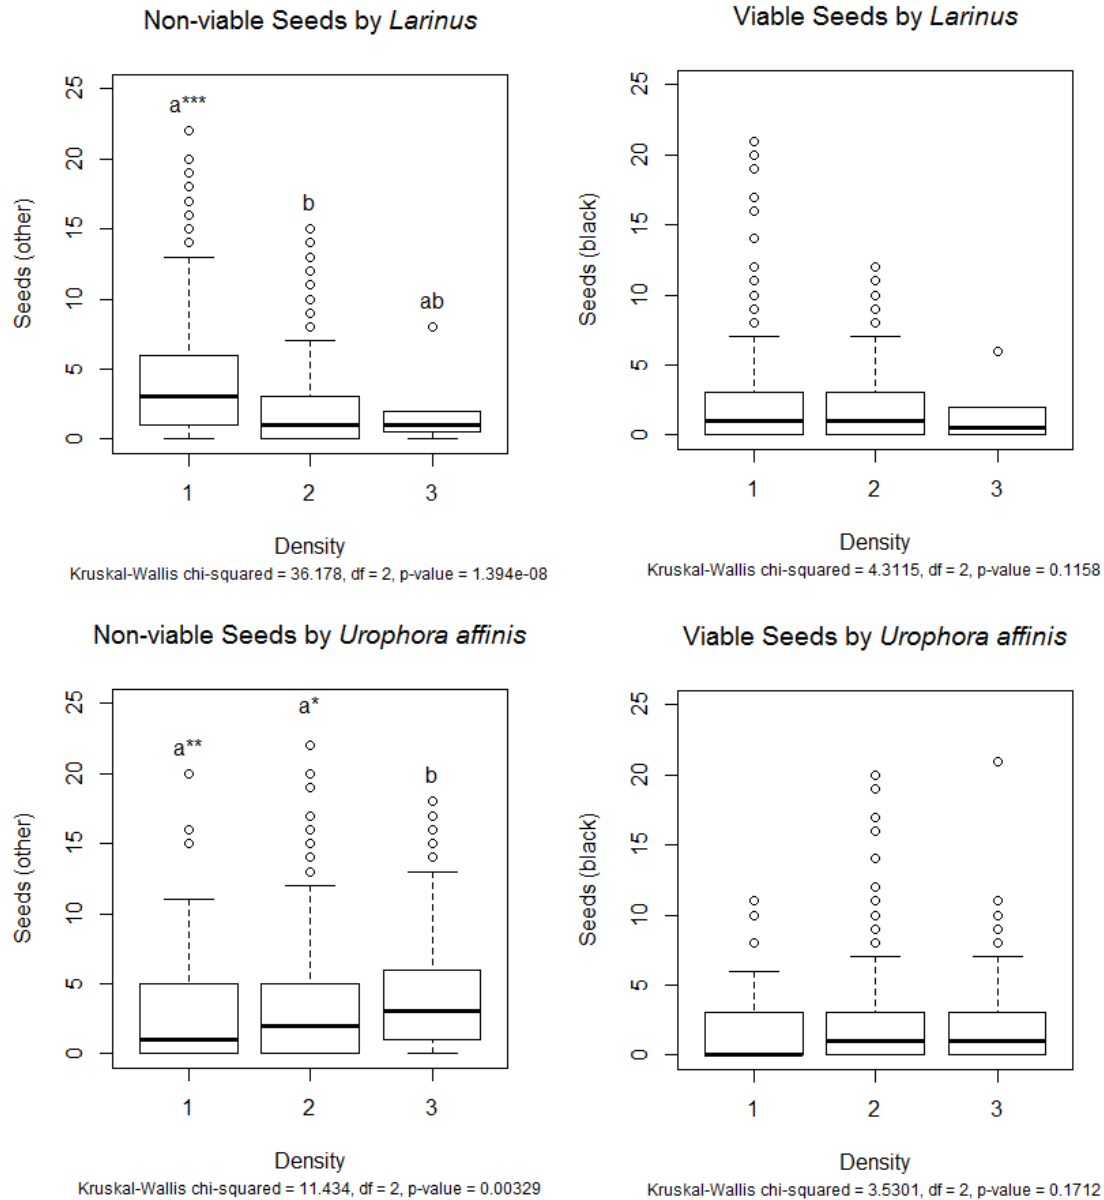 Non-viable Seeds by Larinus
25
20
15
10
5
0
Seeds (other)
a***
b
ab
1 2 3
Density
Kruskal-Wallis chi-squared = 36.178, df = 2, p-value = 1.394e-08
Viable Seeds by Larinus
25
20
15
10
5
0
Seeds (black)
1 2 3
Density
Kruskal-Wallis chi-squared = 4.3115, df = 2, p-value = 0.1158
Non-viable Seeds by Urophora affinis
25
20
15
10
5
0
Seeds (other)
a**
a*
b
1 2 3
Density
Kruskal-Wallis chi-squared = 11.434, df = 2, p-value = 0.00329
Viable Seeds by Urophora affinis
25
20
15
10
5
0
Seeds (black)
1 2 3
Density
Kruskal-Wallis chi-squared = 3.5301, df = 2, p-value = 0.1712